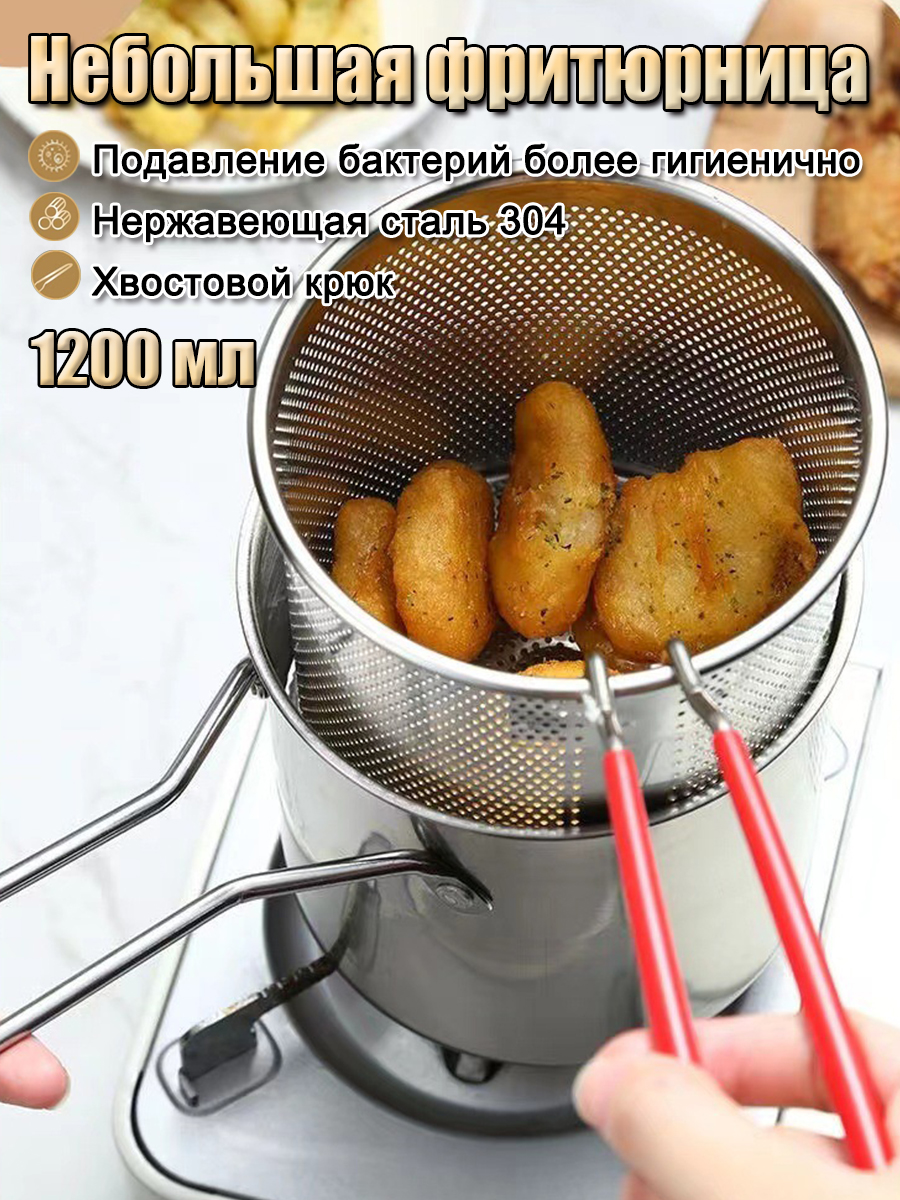 Небольшая фритюрница
Подавление бактерий более гигиенично
Нержавеющая сталь 304
Хвостовой крюк
1200 мл